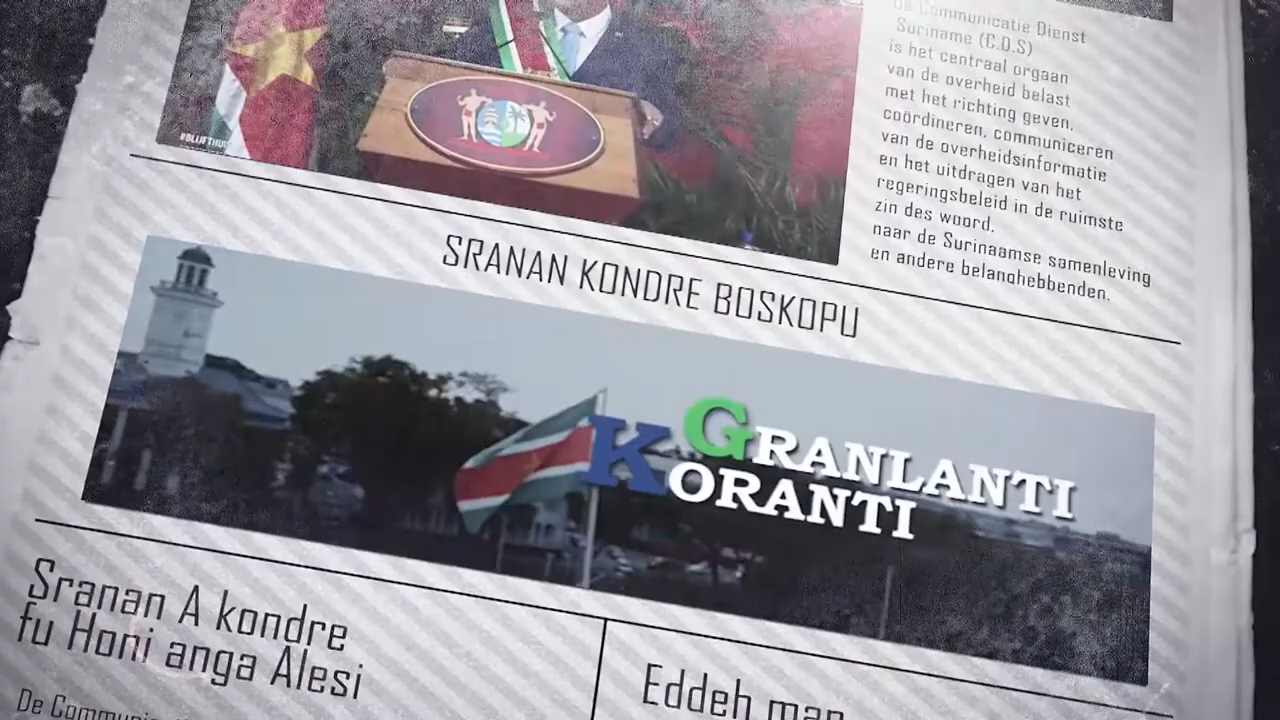 De Communicatie Dienst
Suriname (C.D.S)
is het centraal orgaan
van de overheid belast
met het richting geven,
coördineren, communiceren
van de overheidsinformatie
en het uitdragen van het
regeringsbeleid in de ruimste
zin des woord,
naar de Surinaamse samenleving
en andere belanghebbenden.
SRANAN KONDRE BOSKOPU
GRANLANTI
KORANTI
Sranan A kondre
fu Honi anga Alesi
Eddeh man
De